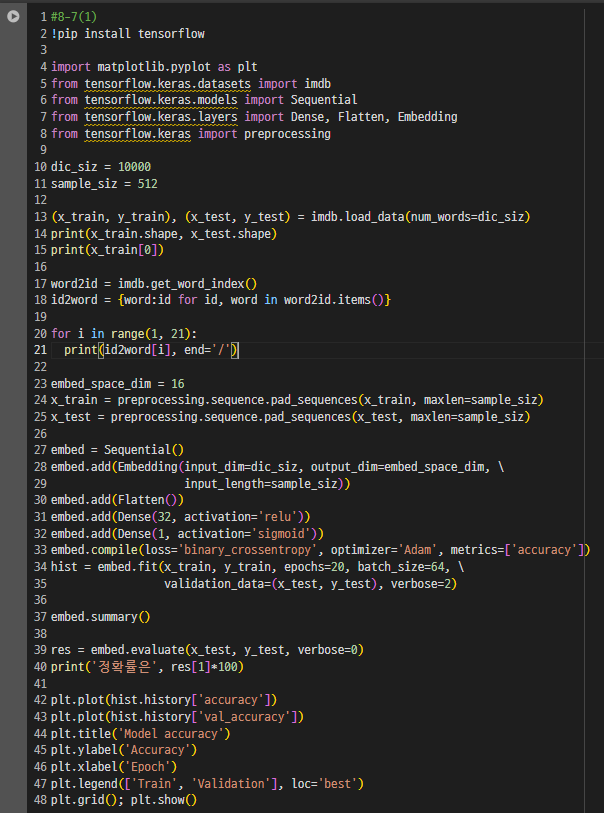 1 #8-7(1)
2 !pip install tensorflow
3
4 import matplotlib.pyplot as plt
5 from tensorflow.keras.datasets import imdb
6 from tensorflow.keras.models import Sequential
7 from tensorflow.keras.layers import Dense, Flatten, Embedding
8 from tensorflow.keras import preprocessing
9
10 dic_siz = 10000
11 sample_siz = 512
12
13 (x_train, y_train), (x_test, y_test) = imdb.load_data(num_words=dic_siz)
14 print(x_train.shape, x_test.shape)
15 print(x_train[0])
16
17 word2id = imdb.get_word_index()
18 id2word = {word:id for id, word in word2id.items()}
19
20 for i in range(1, 21):
21   print(id2word[i], end='/')
22
23 embed_space_dim = 16
24 x_train = preprocessing.sequence.pad_sequences(x_train, maxlen=sample_siz)
25 x_test = preprocessing.sequence.pad_sequences(x_test, maxlen=sample_siz)
26
27 embed = Sequential()
28 embed.add(Embedding(input_dim=dic_siz, output_dim=embed_space_dim, \
29                     input_length=sample_siz))
30 embed.add(Flatten())
31 embed.add(Dense(32, activation='relu'))
32 embed.add(Dense(1, activation='sigmoid'))
33 embed.compile(loss='binary_crossentropy', optimizer='Adam', metrics=['accuracy'])
34 hist = embed.fit(x_train, y_train, epochs=20, batch_size=64, \
35                  validation_data=(x_test, y_test), verbose=2)
36
37 embed.summary()
38
39 res = embed.evaluate(x_test, y_test, verbose=0)
40 print('정확률은', res[1]*100)
41
42 plt.plot(hist.history['accuracy'])
43 plt.plot(hist.history['val_accuracy'])
44 plt.title('Model accuracy')
45 plt.ylabel('Accuracy')
46 plt.xlabel('Epoch')
47 plt.legend(['Train', 'Validation'], loc='best')
48 plt.grid(); plt.show()